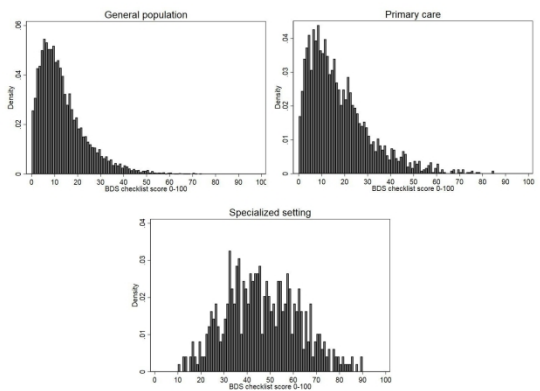 General population
.06
.04
.02
0
Density
0 10 20 30 40 50 60 70 80 90 100
BDS checklist score 0-100
Primary care
.04
.03
.02
.01
0
Density
0 10 20 30 40 50 60 70 80 90 100
BDS checklist score 0-100
Specialized setting
.04
.03
.02
.01
0
Density
0 10 20 30 40 50 60 70 80 90 100
BDS checklist score 0-100